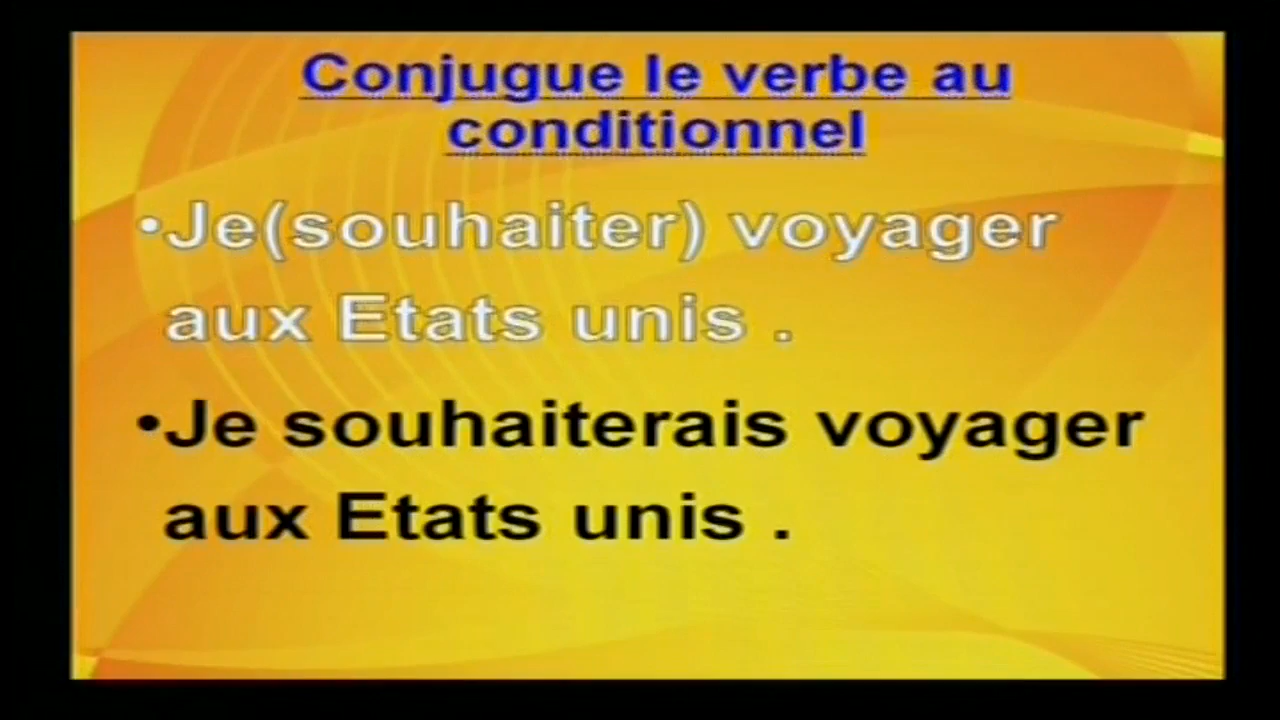 Conjugue le verbe au
conditionnel
•Je(souhaiter) voyager
aux Etats unis .
•Je souhaiterais voyager
aux Etats unis .